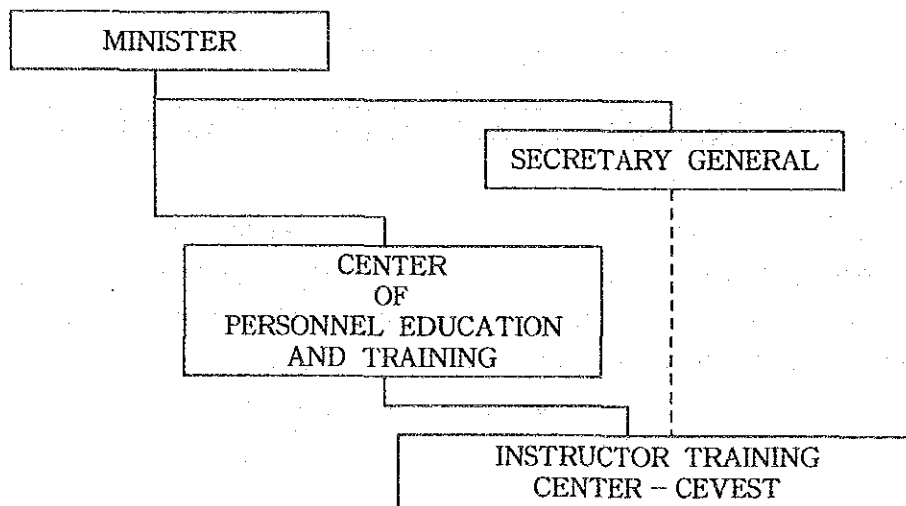 MINISTER
SECRETARY GENERAL
CENTER
OF
PERSONNEL EDUCATION
AND TRAINING
INSTRUCTOR TRAINING
CENTER – CEVEST